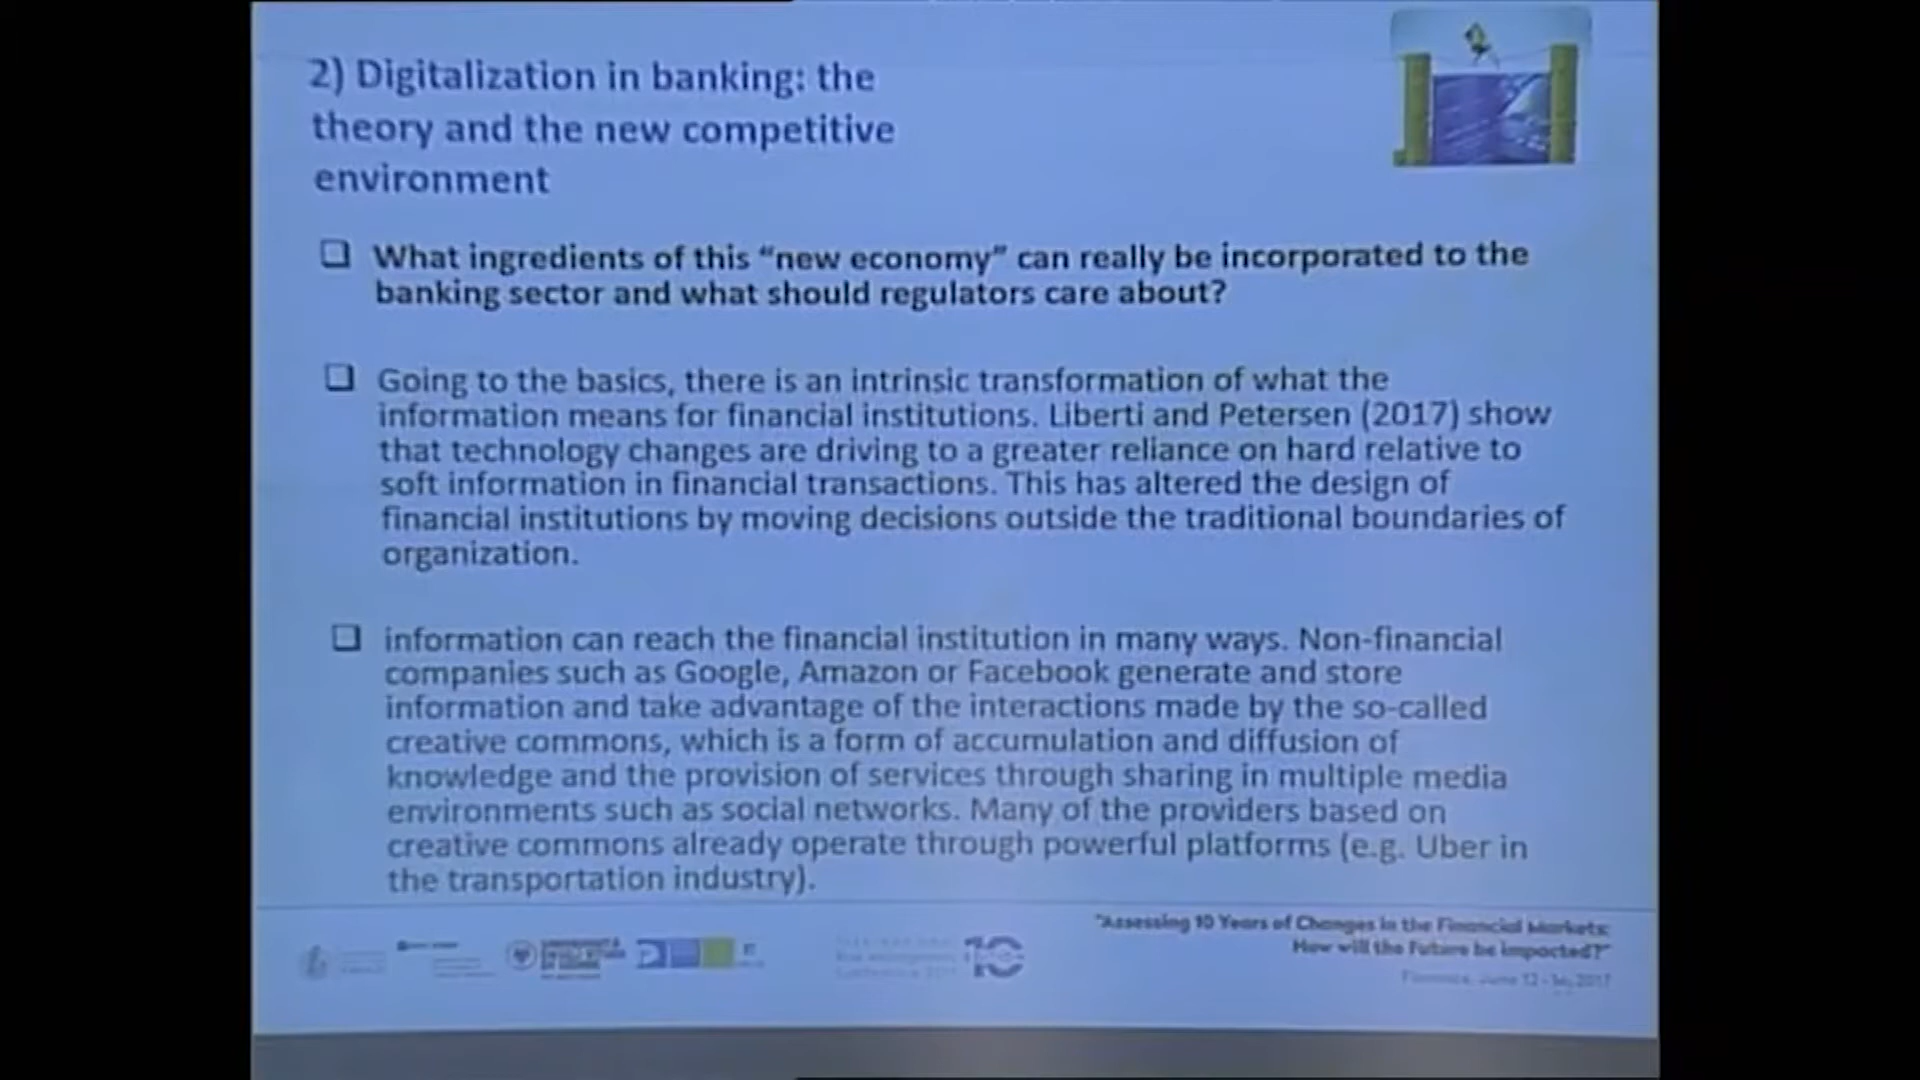 2) Digitalization in banking: the
theory and the new competitive
environment
What ingredients of this “new economy” can really be incorporated to the
banking sector and what should regulators care about?
Going to the basics, there is an intrinsic transformation of what the
information means for financial institutions. Liberti and Petersen (2017) show
that technology changes are driving to a greater reliance on hard relative to
soft information in financial transactions. This has altered the design of
financial institutions by moving decisions outside the traditional boundaries of
organization.
information can reach the financial institution in many ways. Non-financial
companies such as Google, Amazon or Facebook generate and store
information and take advantage of the interactions made by the so-called
creative commons, which is a form of accumulation and diffusion of
knowledge and the provision of services through sharing in multiple media
environments such as social networks. Many of the providers based on
creative commons already operate through powerful platforms (e.g. Uber in
the transportation industry).
"Assessing 10 Years of Changes in the Financial Markets:
How will the Future be impacted?"
Florence, June 12 - 2017
10